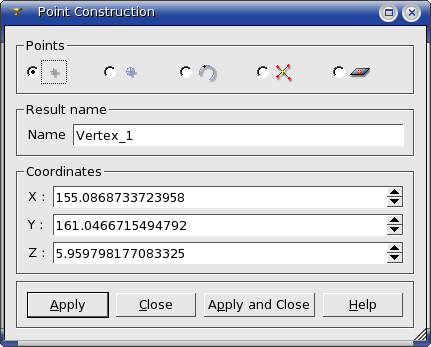 Point Construction
Points
Result name
Name Vertex_1
Coordinates
X : 155.0868733723958
Y : 161.0466715494792
Z : 5.959798177083325
Apply Close Apply and Close Help